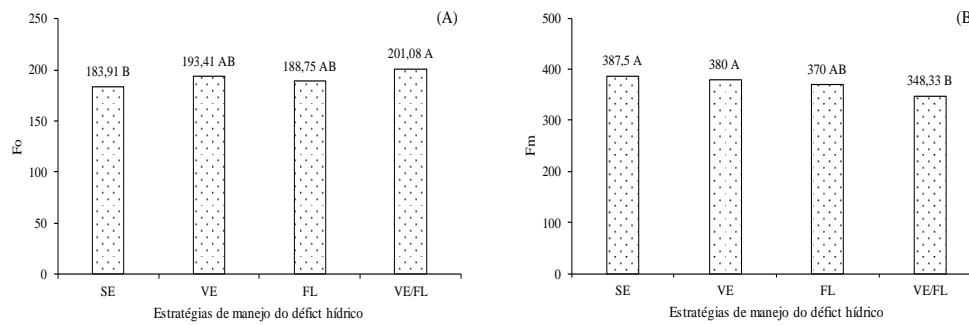 (A)
250
200
150
100
50
0
Fo
183,91 B
193,41 AB
188,75 AB
201,08 A
SE
VE
FL
VE/FL
Estratégias de manejo do défict hídrico
(B
500
400
300
200
100
0
Fm
387,5 A
380 A
370 AB
348,33 B
SE
VE
FL
VE/FL
Estratégias de manejo do défict hídrico